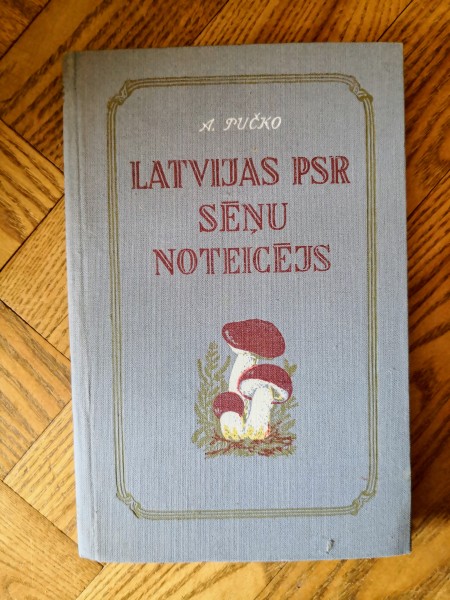 A. PUČKO
LATVIJAS PSR
SĒŅU
NOTEICĒJS